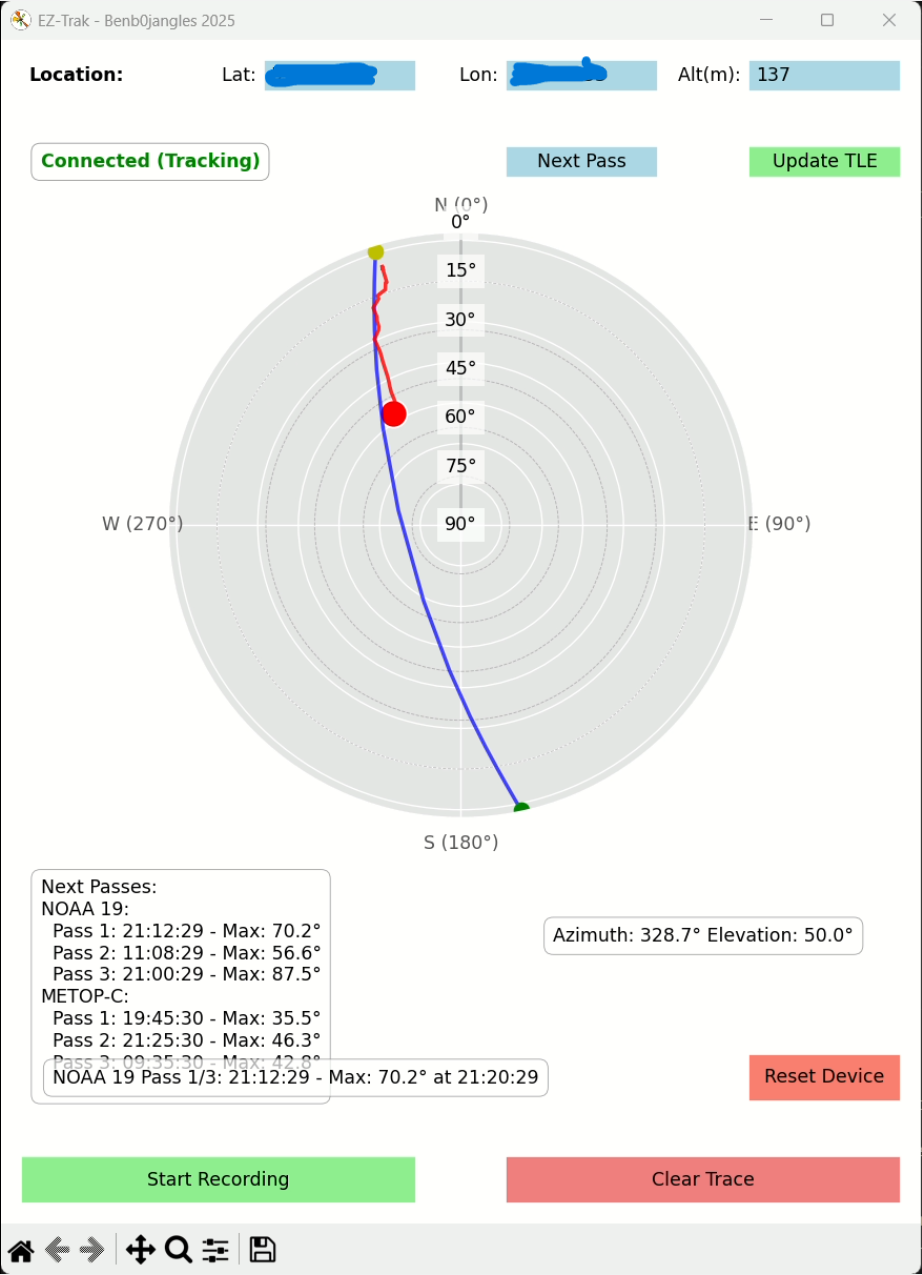 EZ-Trak - Benb0jangles 2025
Location: Lat: Lon: Alt(m): 137
Connected (Tracking) Next Pass Update TLE
N (0°)
0°
15°
30°
45°
60°
75°
W (270°) 90° E (90°)
S (180°)
Next Passes:
NOAA 19:
Pass 1: 21:12:29 - Max: 70.2°
Pass 2: 11:08:29 - Max: 56.6°
Pass 3: 21:00:29 - Max: 87.5°
METOP-C:
Pass 1: 19:45:30 - Max: 35.5°
Pass 2: 21:25:30 - Max: 46.3°
Pass 3: 09:35:30 - Max: 42.8°
NOAA 19 Pass 1/3: 21:12:29 - Max: 70.2° at 21:20:29
Azimuth: 328.7° Elevation: 50.0°
Reset Device
Start Recording Clear Trace